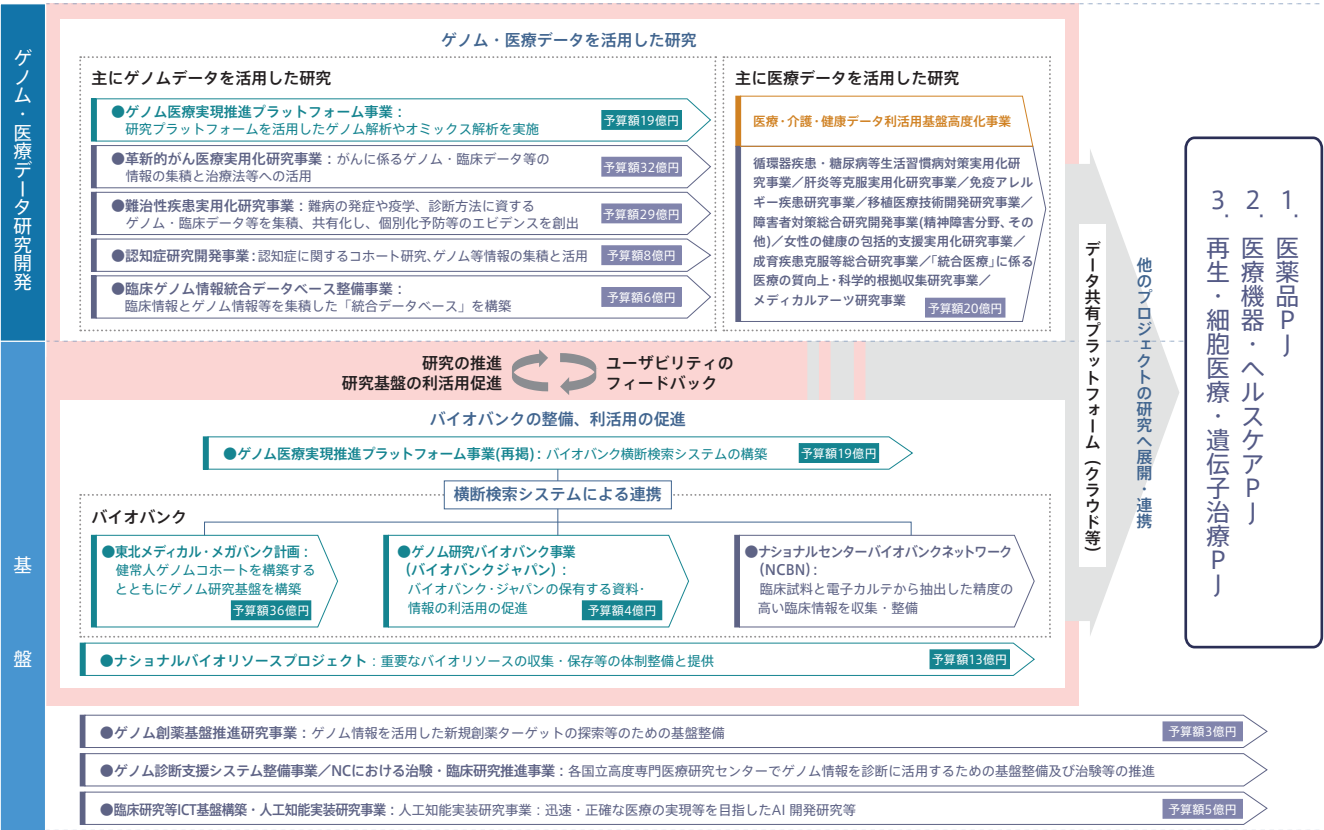 ゲノム・医療データ研究開発
ゲノム・医療データを活用した研究
主にゲノムデータを活用した研究
●ゲノム医療実現推進プラットフォーム事業：
研究プラットフォームを活用したゲノム解析やオミックス解析を実施
予算額19億円
●革新的がん医療実用化研究事業：がんに係るゲノム・臨床データ等の
情報の集積と治療法等への活用
予算額32億円
●難治性疾患実用化研究事業：難病の発症や疫学、診断方法に資する
ゲノム・臨床データ等を集積、共有化し、個別化予防等のエビデンスを創出
予算額29億円
●認知症研究開発事業：認知症に関するコホート研究、ゲノム等情報の集積と活用
予算額8億円
●臨床ゲノム情報統合データベース整備事業：
臨床情報とゲノム情報等を集積した「統合データベース」を構築
予算額6億円
主に医療データを活用した研究
医療・介護・健康データ利活用基盤高度化事業
循環器疾患・糖尿病等生活習慣病対策実用化研
究事業／肝炎等克服実用化研究事業／免疫アレル
ギー疾患研究事業／移植医療技術開発研究事業／
障害者対策総合研究開発事業(精神障害分野、その
他)／女性の健康の包括的支援実用化研究事業／
成育疾患克服等総合研究事業／「統合医療」に係る
医療の質向上・科学的根拠収集研究事業／
メディカルアーツ研究事業
予算額20億円
研究の推進
研究基盤の利活用促進
ユーザビリティの
フィードバック
基盤
バイオバンクの整備、利活用の促進
●ゲノム医療実現推進プラットフォーム事業(再掲)：バイオバンク横断検索システムの構築
予算額19億円
横断検索システムによる連携
バイオバンク
●東北メディカル・メガバンク計画：
健常人ゲノムコホートを構築する
とともにゲノム研究基盤を構築
予算額36億円
●ゲノム研究バイオバンク事業
(バイオバンクジャパン)：
バイオバンク・ジャパンの保有する資料・
情報の利活用の促進
予算額4億円
●ナショナルセンターバイオバンクネットワーク
(NCBN)：
臨床試料と電子カルテから抽出した精度の
高い臨床情報を収集・整備
●ナショナルバイオリソースプロジェクト：重要なバイオリソースの収集・保存等の体制整備と提供
予算額13億円
●ゲノム創薬基盤推進研究事業：ゲノム情報を活用した新規創薬ターゲットの探索等のための基盤整備
予算額3億円
●ゲノム診断支援システム整備事業／NCにおける治験・臨床研究推進事業：各国立高度専門医療研究センターでゲノム情報を診断に活用するための基盤整備及び治験等の推進
●臨床研究等ICT基盤構築・人工知能実装研究事業：人工知能実装研究事業：迅速・正確な医療の実現等を目指したAI 開発研究等
予算額5億円
データ共有プラットフォーム（クラウド等）
他のプロジェクトの研究へ展開・連携
1. 医薬品PJ
2. 医療機器・ヘルスケアPJ
3. 再生・細胞医療・遺伝子治療PJ